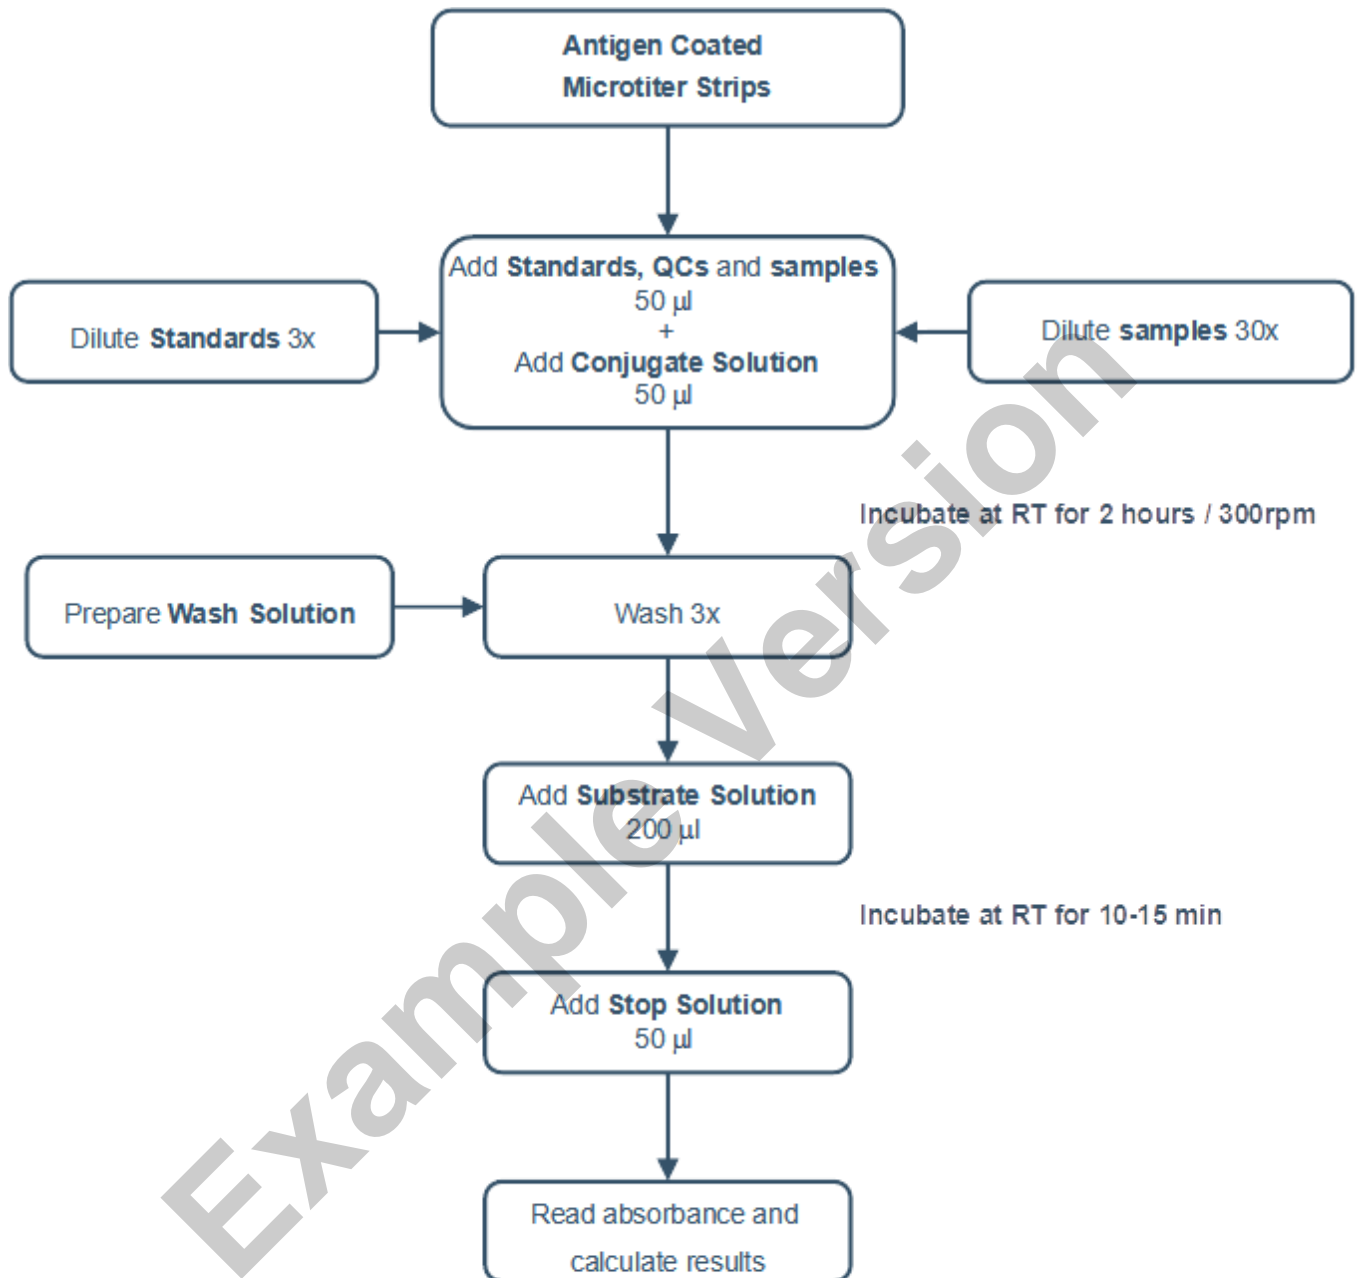 Antigen Coated
Microtiter Strips
Add Standards, QCs and samples
50 µl
+
Add Conjugate Solution
50 µl
Dilute Standards 3x
Dilute samples 30x
Incubate at RT for 2 hours / 300rpm
Prepare Wash Solution
Wash 3x
Add Substrate Solution
200 µl
Incubate at RT for 10-15 min
Add Stop Solution
50 µl
Read absorbance and
calculate results
Example Version